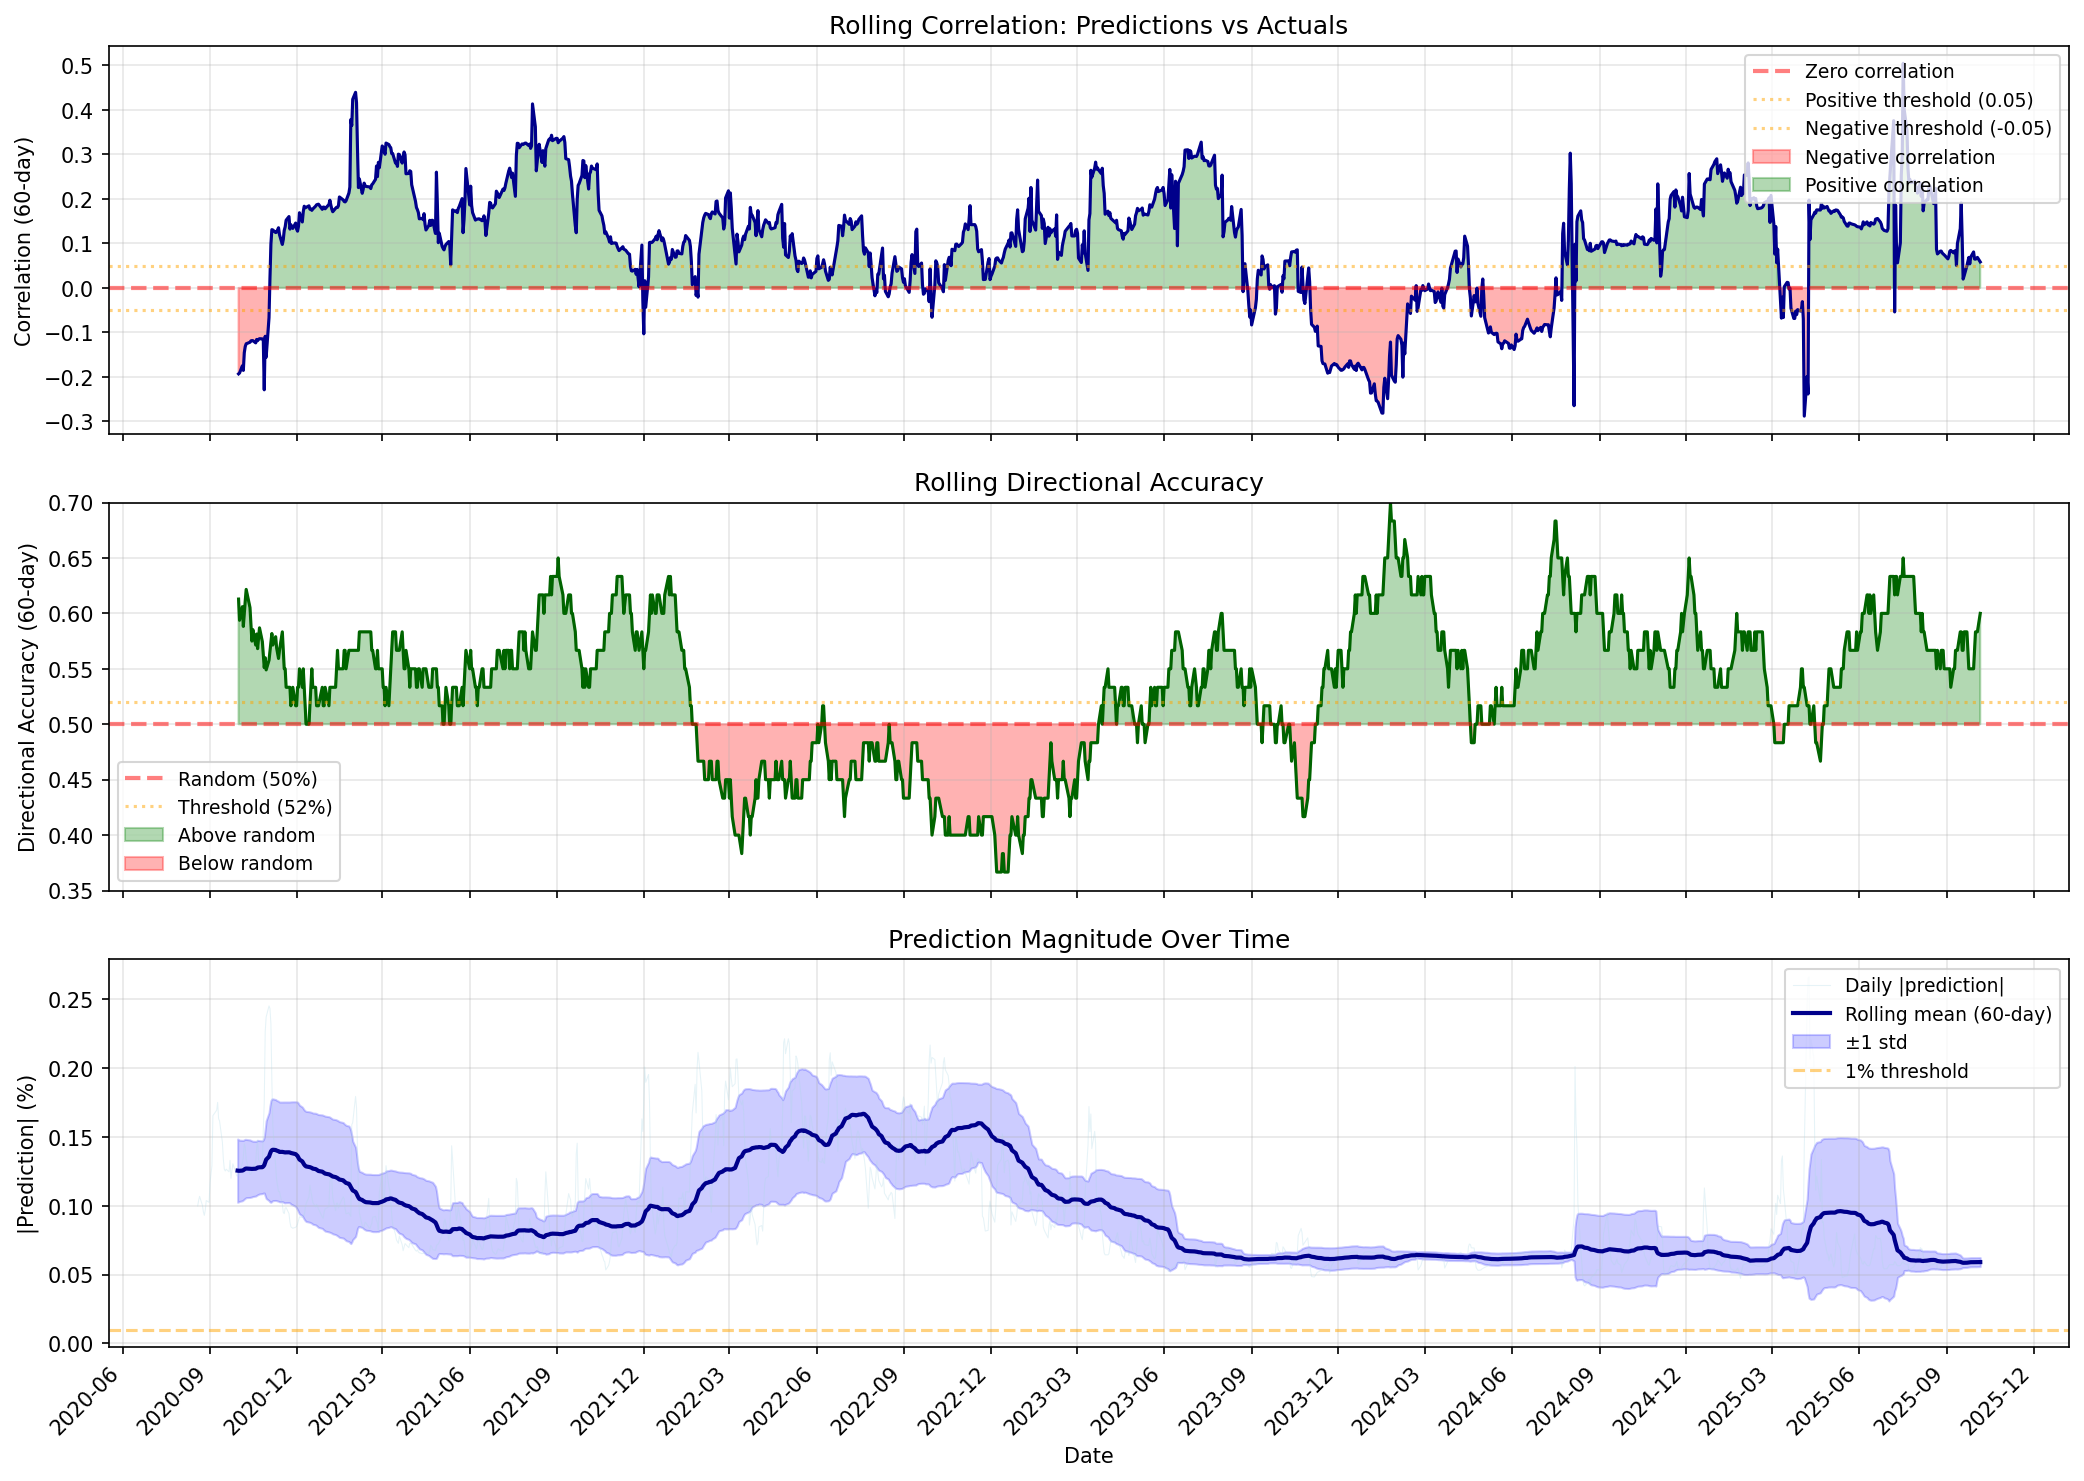 Rolling Correlation: Predictions vs Actuals
Correlation (60-day)
0.5
0.4
0.3
0.2
0.1
0.0
−0.1
−0.2
−0.3
Zero correlation
Positive threshold (0.05)
Negative threshold (-0.05)
Negative correlation
Positive correlation
Rolling Directional Accuracy
Directional Accuracy (60-day)
0.70
0.65
0.60
0.55
0.50
0.45
0.40
0.35
Random (50%)
Threshold (52%)
Above random
Below random
Prediction Magnitude Over Time
|Prediction| (%)
0.25
0.20
0.15
0.10
0.05
0.00
Daily |prediction|
Rolling mean (60-day)
±1 std
1% threshold
2020-06
2020-09
2020-12
2021-03
2021-06
2021-09
2021-12
2022-03
2022-06
2022-09
2022-12
2023-03
2023-06
2023-09
2023-12
2024-03
2024-06
2024-09
2024-12
2025-03
2025-06
2025-09
2025-12
Date